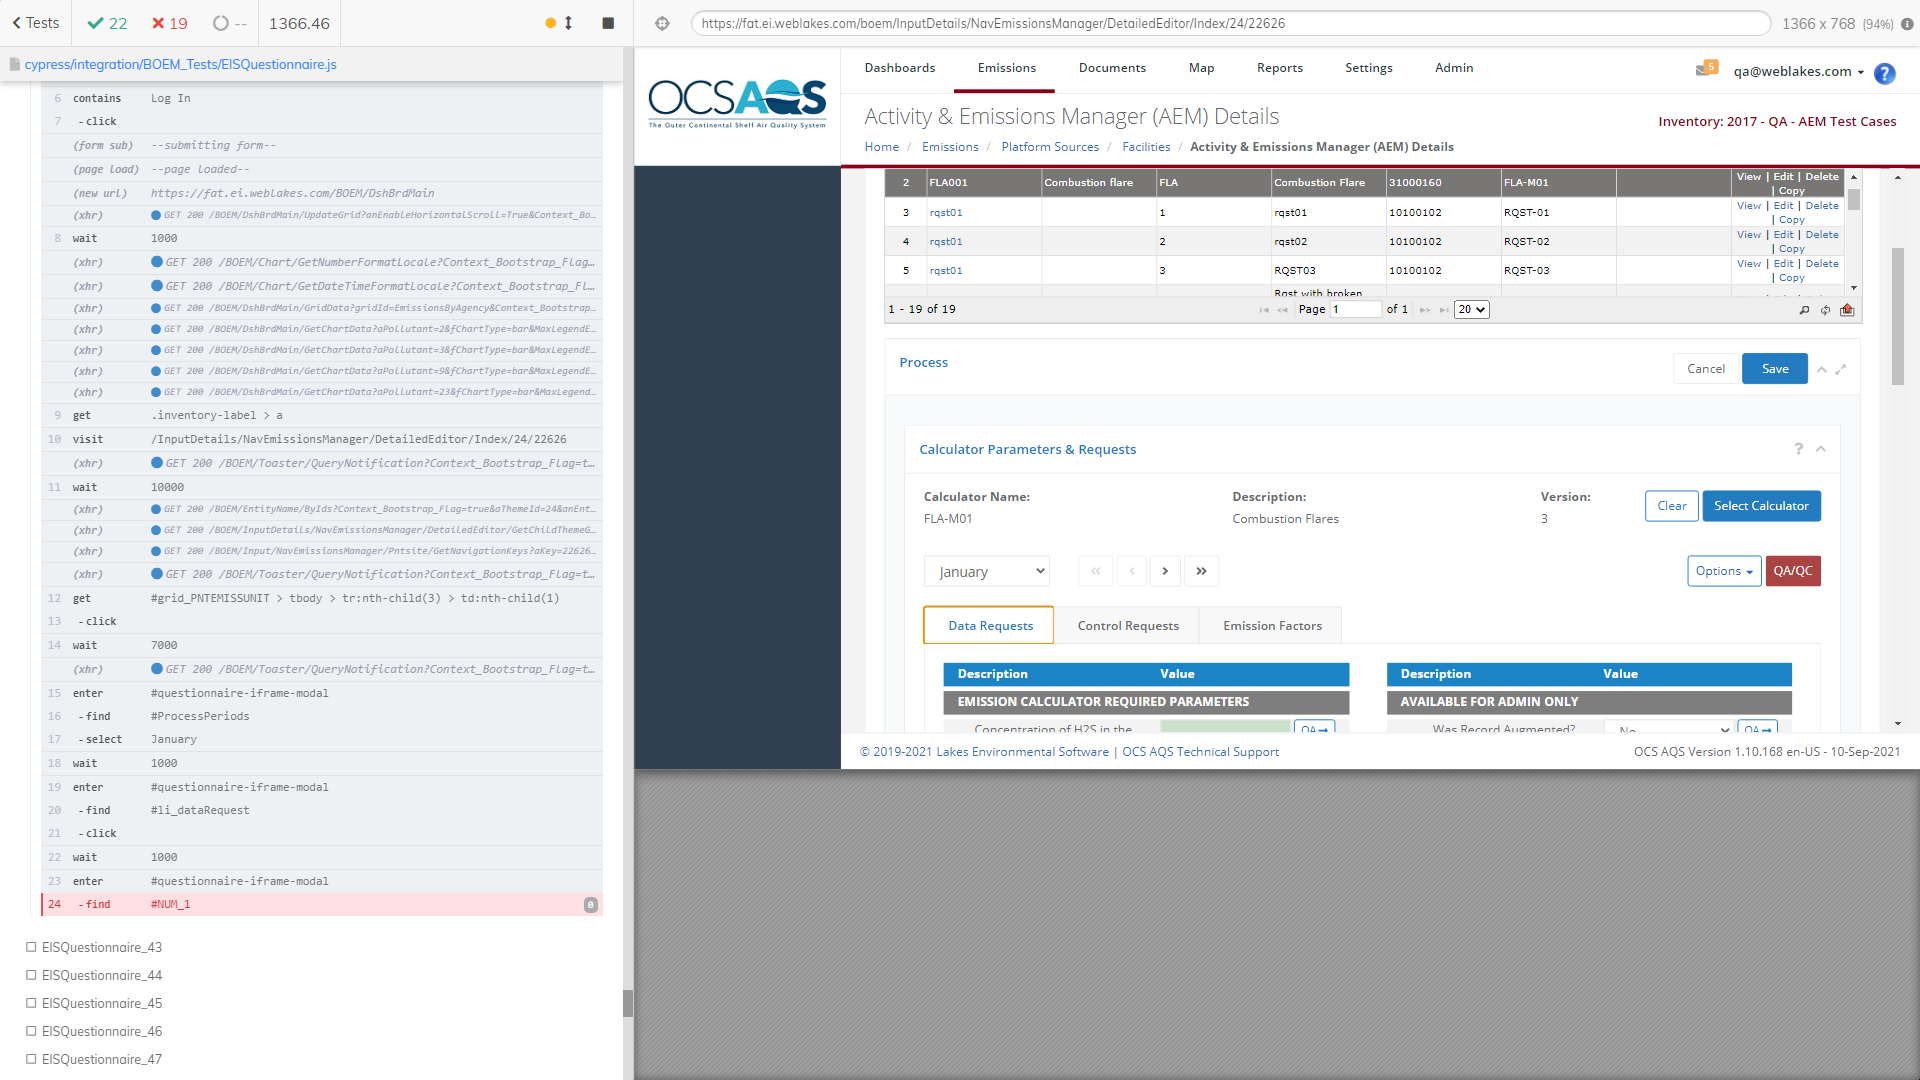 Tests
22
19
--
1366.46
cypress/integration/BOEM_Tests/EISQuestionnaire.js
6 contains Log In
7 -click
(form sub) --submitting form--
(page load) --page loaded--
(new url) https://fat.ei.weblakes.com/BOEM/DshBrdMain
(xhr) GET 200 /BOEM/DshBrdMain/UpdateGrid?anEnableHorizontalScroll=True&Context_Bo...
8 wait 1000
(xhr) GET 200 /BOEM/Chart/GetNumberFormatLocale?Context_Bootstrap_Flag...
(xhr) GET 200 /BOEM/Chart/GetDateTimeFormatLocale?Context_Bootstrap_Fl...
(xhr) GET 200 /BOEM/DshBrdMain/GridData?gridId=EmissionsByAgency&Context_Bootstrap...
(xhr) GET 200 /BOEM/DshBrdMain/GetChartData?aPollutant=2&fChartType=bar&MaxLegendE...
(xhr) GET 200 /BOEM/DshBrdMain/GetChartData?aPollutant=3&fChartType=bar&MaxLegendE...
(xhr) GET 200 /BOEM/DshBrdMain/GetChartData?aPollutant=9&fChartType=bar&MaxLegendE...
(xhr) GET 200 /BOEM/DshBrdMain/GetChartData?aPollutant=23&fChartType=bar&MaxLegend...
9 get .inventory-label > a
10 visit /InputDetails/NavEmissionsManager/DetailedEditor/Index/24/22626
(xhr) GET 200 /BOEM/Toaster/QueryNotification?Context_Bootstrap_Flag=t...
11 wait 10000
(xhr) GET 200 /BOEM/EntityName/ByIds?Context_Bootstrap_Flag=true&aThemeId=24&anEnt...
(xhr) GET 200 /BOEM/InputDetails/NavEmissionsManager/DetailedEditor/GetChildThemeG...
(xhr) GET 200 /BOEM/Input/NavEmissionsManager/Pntsite/GetNavigationKeys?aKey=22626...
(xhr) GET 200 /BOEM/Toaster/QueryNotification?Context_Bootstrap_Flag=t...
12 get #grid_PNTEMISSUNIT > tbody > tr:nth-child(3) > td:nth-child(1)
13 -click
14 wait 7000
(xhr) GET 200 /BOEM/Toaster/QueryNotification?Context_Bootstrap_Flag=t...
15 enter #questionnaire-iframe-modal
16 -find #ProcessPeriods
17 -select January
18 wait 1000
19 enter #questionnaire-iframe-modal
20 -find #li_dataRequest
21 -click
22 wait 1000
23 enter #questionnaire-iframe-modal
24 -find #NUM_1 0
EISQuestionnaire_43
EISQuestionnaire_44
EISQuestionnaire_45
EISQuestionnaire_46
EISQuestionnaire_47
https://fat.ei.weblakes.com/boem/InputDetails/NavEmissionsManager/DetailedEditor/Index/24/22626
1366 x 768 (94%)
OCSAQS
The Outer Continental Shelf Air Quality System
Dashboards Emissions Documents Map Reports Settings Admin
5 qa@weblakes.com ?
Activity & Emissions Manager (AEM) Details
Inventory: 2017 - QA - AEM Test Cases
Home / Emissions / Platform Sources / Facilities / Activity & Emissions Manager (AEM) Details
2 FLA001 Combustion flare FLA Combustion Flare 31000160 FLA-M01 View | Edit | Delete | Copy
3 rqst01 1 rqst01 10100102 RQST-01 View | Edit | Delete | Copy
4 rqst01 2 rqst02 10100102 RQST-02 View | Edit | Delete | Copy
5 rqst01 3 RQST03 10100102 RQST-03 View | Edit | Delete | Copy
Rqst with broken
1 - 19 of 19 Page 1 of 1 20
Process Cancel Save
Calculator Parameters & Requests ?
Calculator Name: Description: Version:
FLA-M01 Combustion Flares 3
Clear Select Calculator
January « ‹ › » Options QA/QC
Data Requests Control Requests Emission Factors
Description Value Description Value
EMISSION CALCULATOR REQUIRED PARAMETERS AVAILABLE FOR ADMIN ONLY
Concentration of H2S in the QA Was Record Augmented? No QA
© 2019-2021 Lakes Environmental Software | OCS AQS Technical Support
OCS AQS Version 1.10.168 en-US - 10-Sep-2021